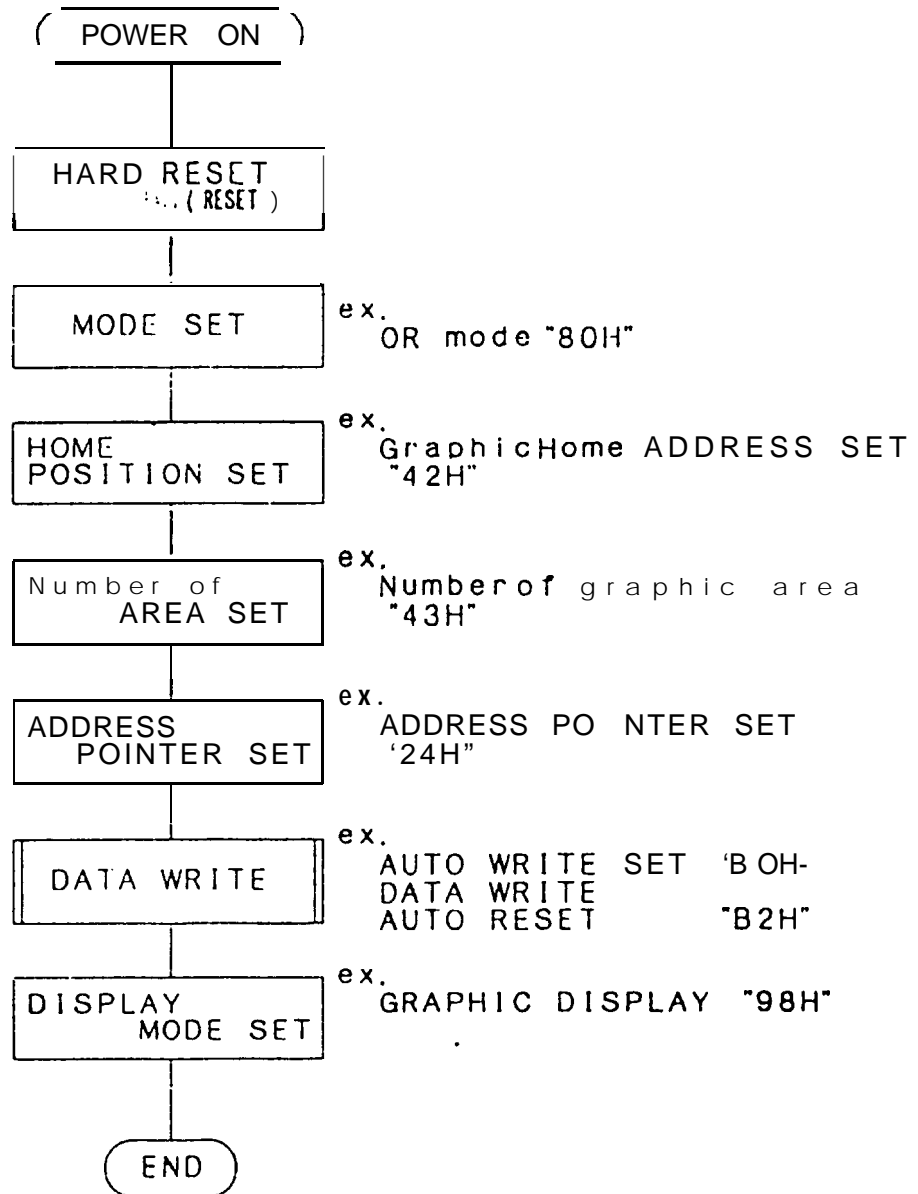 ( POWER ON )
HARD RESET
( RESET )
MODE SET
ex.
OR mode "80H"
HOME
POSITION SET
ex.
GraphicHome ADDRESS SET
"42H"
Number of
AREA SET
ex.
Number of graphic area
"43H"
ADDRESS
POINTER SET
ex.
ADDRESS PO NTER SET
‘24H”
DATA WRITE
ex.
AUTO WRITE SET ‘B OH-
DATA WRITE
AUTO RESET "B2H"
DISPLAY
MODE SET
ex.
GRAPHIC DISPLAY "98H"
END